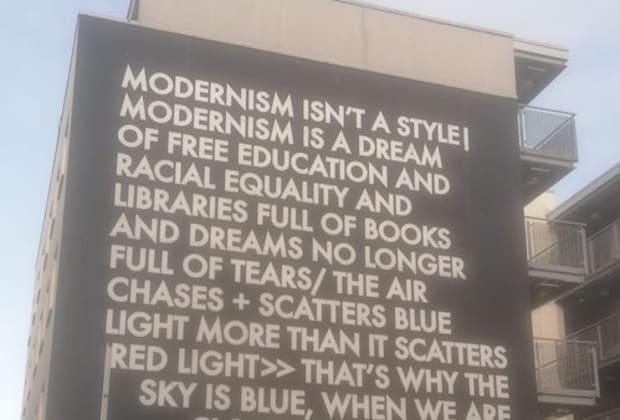 MODERNISM ISN'T A STYLE|
MODERNISM IS A DREAM
OF FREE EDUCATION AND
RACIAL EQUALITY AND
LIBRARIES FULL OF BOOKS
AND DREAMS NO LONGER
FULL OF TEARS/ THE AIR
CHASES + SCATTERS BLUE
LIGHT MORE THAN IT SCATTERS
RED LIGHT>> THAT'S WHY THE
SKY IS BLUE, WHEN WE ARE